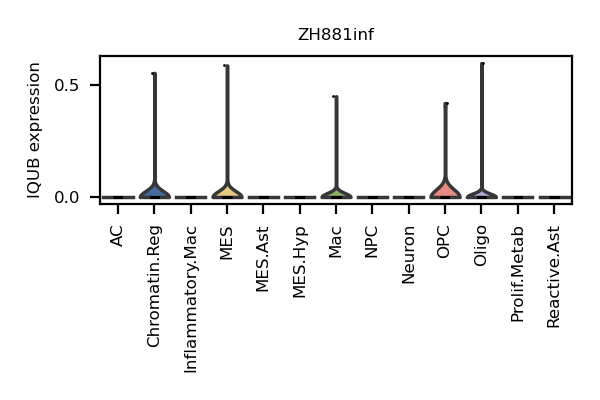 ZH881inf
IQUB expression
0.5
0.0
AC
Chromatin.Reg
Inflammatory.Mac
MES
MES.Ast
MES.Hyp
Mac
NPC
Neuron
OPC
Oligo
Prolif.Metab
Reactive.Ast